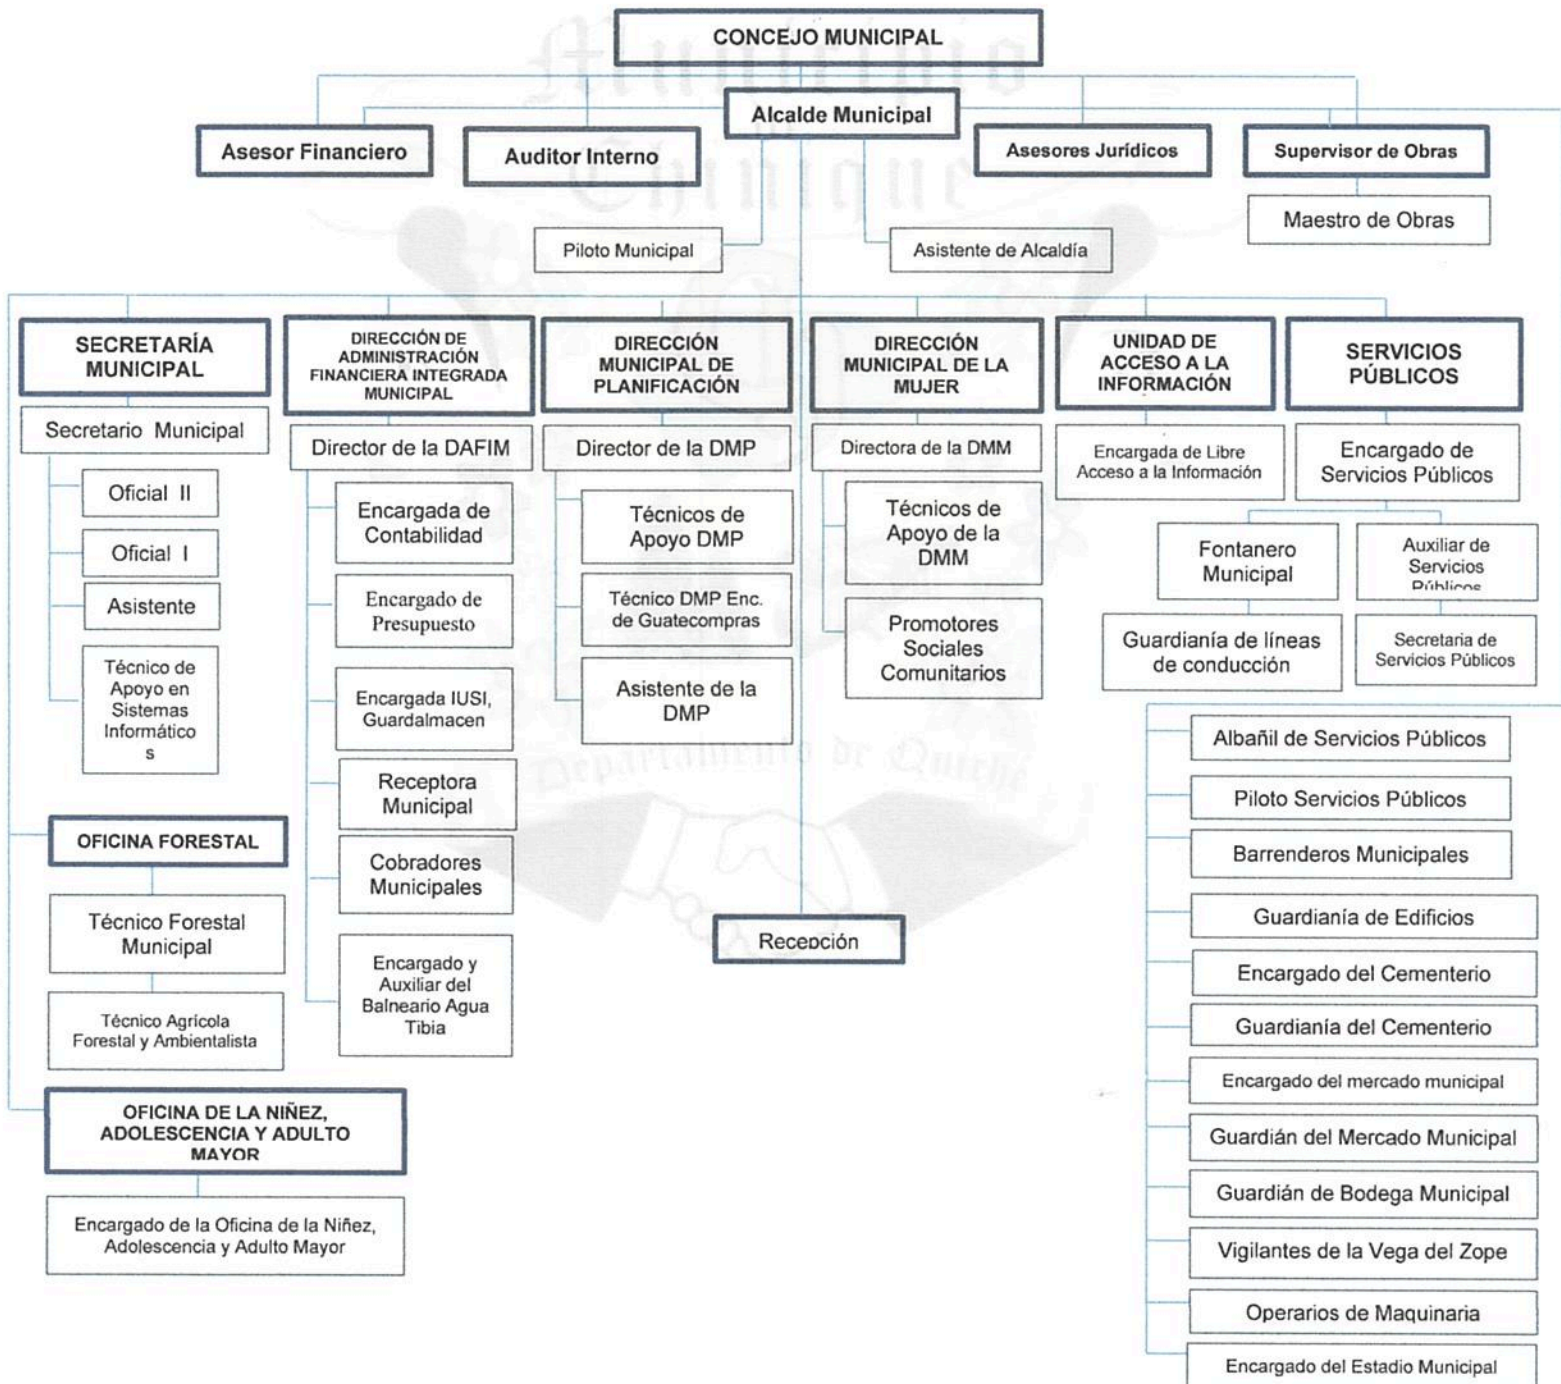 Municipio
de
Chinique
Departamento de Quiché
CONCEJO MUNICIPAL
Alcalde Municipal
Asesor Financiero
Auditor Interno
Asesores Jurídicos
Supervisor de Obras
Maestro de Obras
Piloto Municipal
Asistente de Alcaldía
SECRETARÍA
MUNICIPAL
Secretario Municipal
Oficial II
Oficial I
Asistente
Técnico de
Apoyo en
Sistemas
Informático
s
DIRECCIÓN DE
ADMINISTRACIÓN
FINANCIERA INTEGRADA
MUNICIPAL
Director de la DAFIM
Encargada de
Contabilidad
Encargado de
Presupuesto
Encargada IUSI,
Guardalmacen
Receptora
Municipal
Cobradores
Municipales
Encargado y
Auxiliar del
Balneario Agua
Tibia
DIRECCIÓN
MUNICIPAL DE
PLANIFICACIÓN
Director de la DMP
Técnicos de
Apoyo DMP
Técnico DMP Enc.
de Guatecompras
Asistente de la
DMP
DIRECCIÓN
MUNICIPAL DE LA
MUJER
Directora de la DMM
Técnicos de
Apoyo de la
DMM
Promotores
Sociales
Comunitarios
UNIDAD DE
ACCESO A LA
INFORMACIÓN
Encargada de Libre
Acceso a la Información
SERVICIOS
PÚBLICOS
Encargado de
Servicios Públicos
Fontanero
Municipal
Guardianía de líneas
de conducción
Auxiliar de
Servicios
Públicos
Secretaria de
Servicios Públicos
Albañil de Servicios Públicos
Piloto Servicios Públicos
Barrenderos Municipales
Guardianía de Edificios
Encargado del Cementerio
Guardianía del Cementerio
Encargado del mercado municipal
Guardián del Mercado Municipal
Guardián de Bodega Municipal
Vigilantes de la Vega del Zope
Operarios de Maquinaria
Encargado del Estadio Municipal
OFICINA FORESTAL
Técnico Forestal
Municipal
Técnico Agrícola
Forestal y Ambientalista
OFICINA DE LA NIÑEZ,
ADOLESCENCIA Y ADULTO
MAYOR
Encargado de la Oficina de la Niñez,
Adolescencia y Adulto Mayor
Recepción